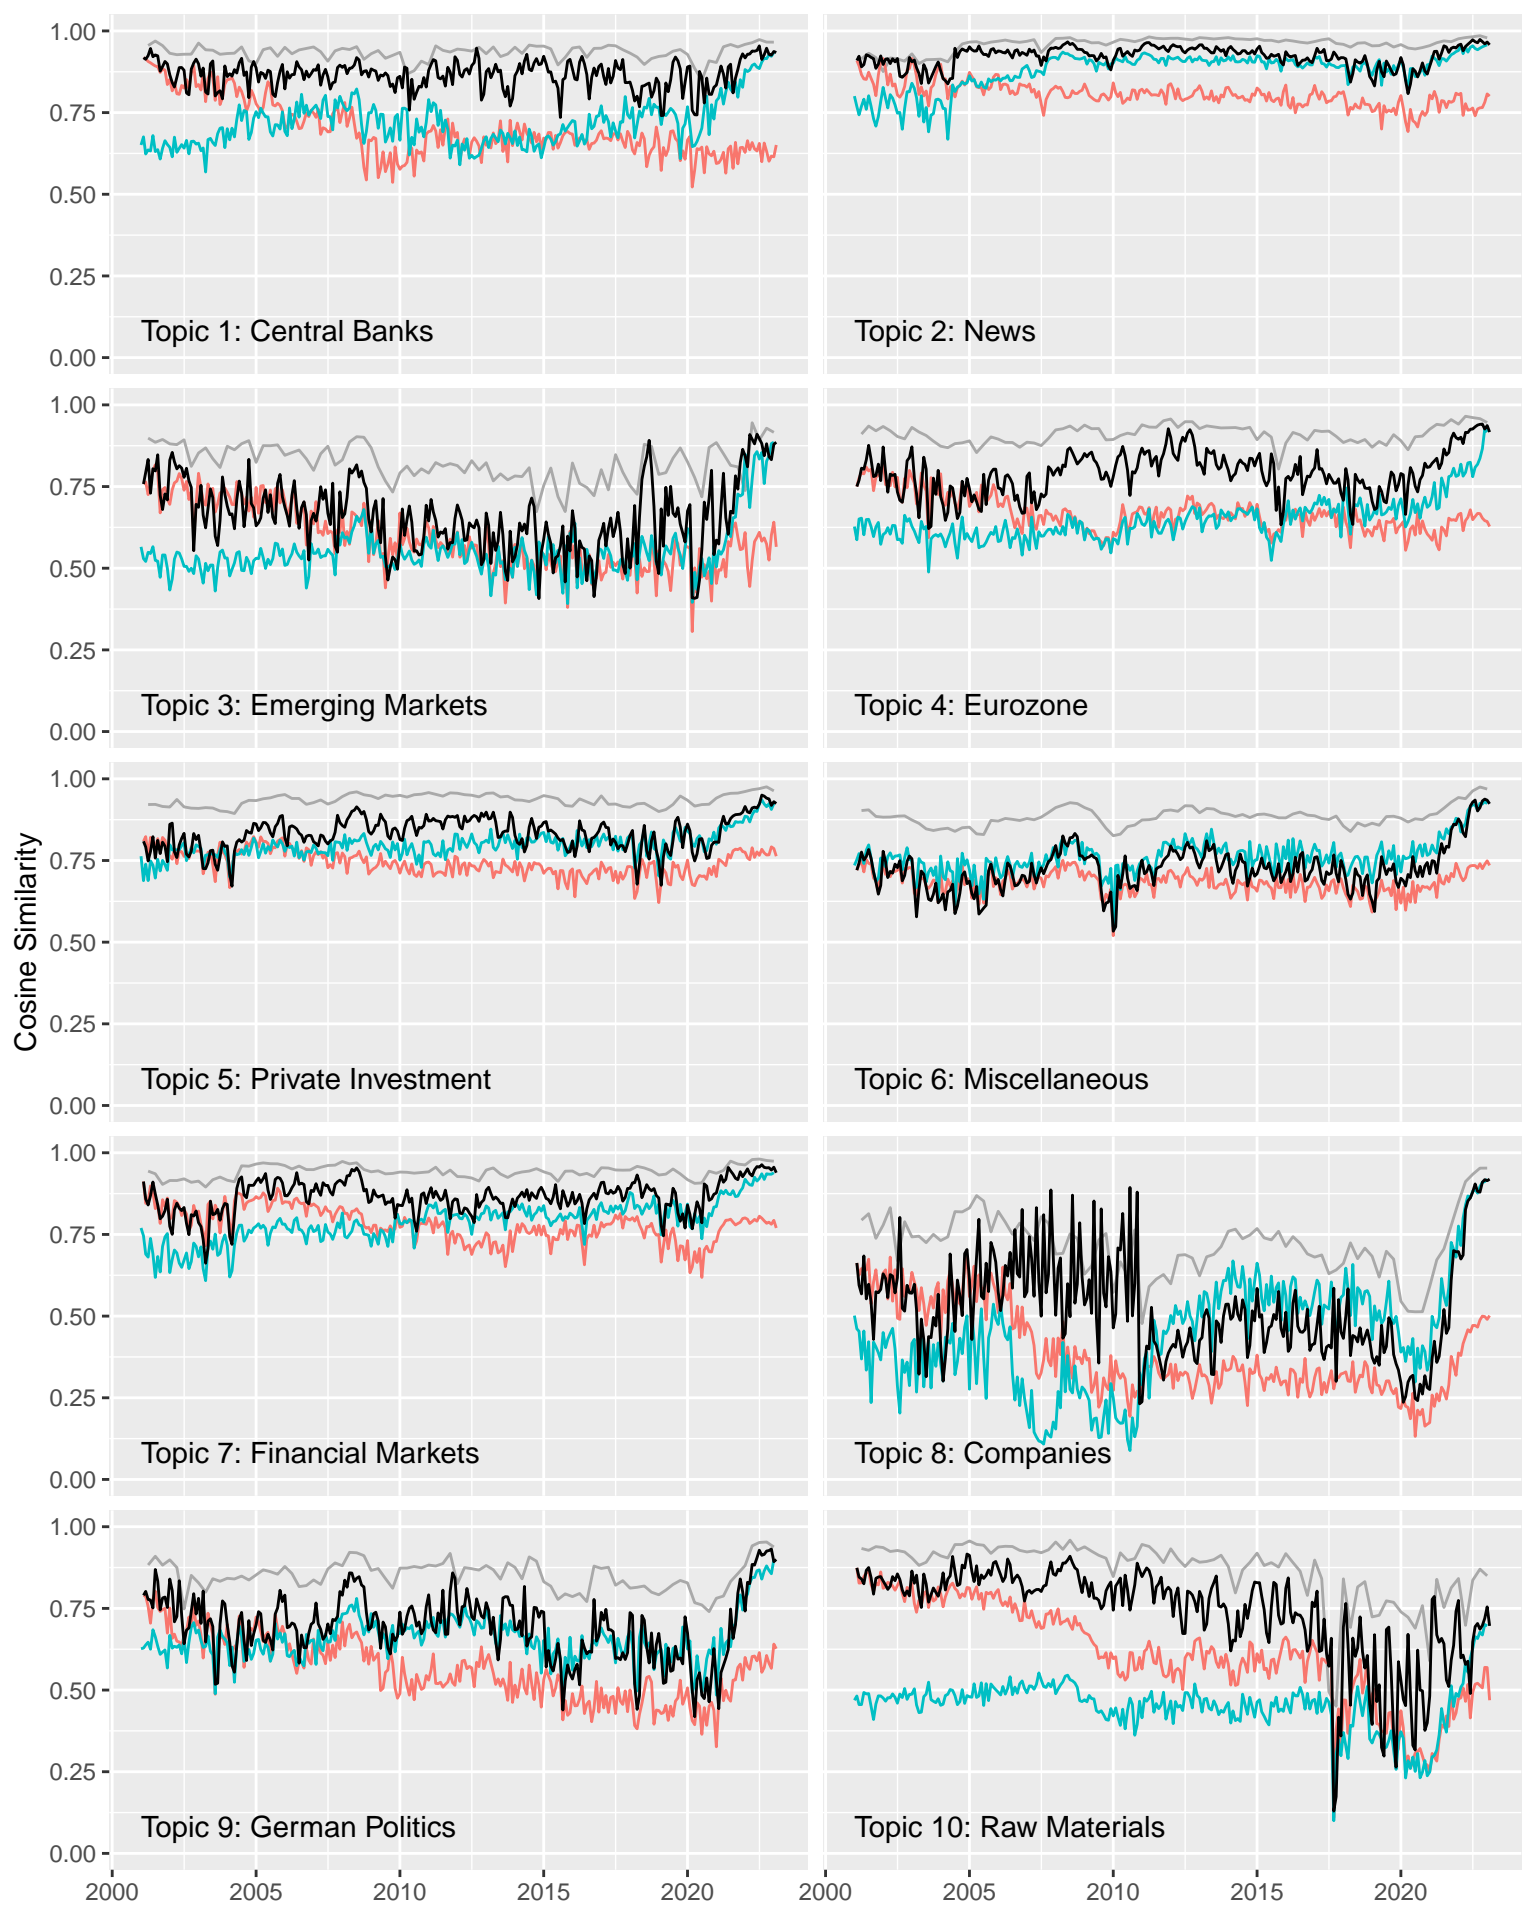 1.00
0.75
0.50
0.25
0.00
Topic 1: Central Banks
Topic 2: News
1.00
0.75
0.50
0.25
0.00
Topic 3: Emerging Markets
Topic 4: Eurozone
Cosine Similarity
1.00
0.75
0.50
0.25
0.00
Topic 5: Private Investment
Topic 6: Miscellaneous
1.00
0.75
0.50
0.25
0.00
Topic 7: Financial Markets
Topic 8: Companies
1.00
0.75
0.50
0.25
0.00
Topic 9: German Politics
Topic 10: Raw Materials
2000 2005 2010 2015 2020 2000 2005 2010 2015 2020